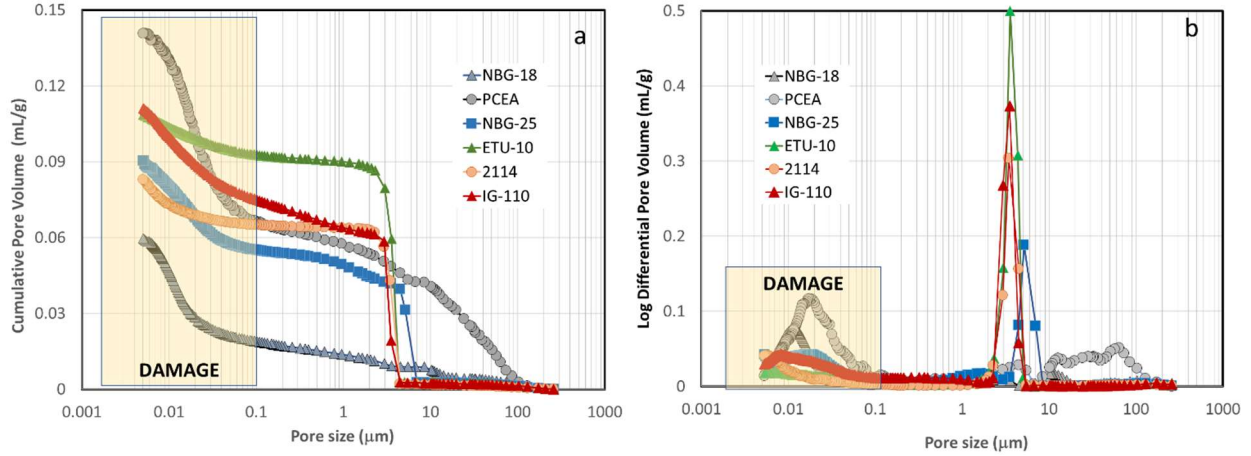 a
0.15
0.12
0.09
0.06
0.03
0
Cumulative Pore Volume (mL/g)
NBG-18
PCEA
NBG-25
ETU-10
2114
IG-110
DAMAGE
0.001 0.01 0.1 1 10 100 1000
Pore size (μm)
b
0.5
0.4
0.3
0.2
0.1
0
Log Differential Pore Volume (mL/g)
NBG-18
PCEA
NBG-25
ETU-10
2114
IG-110
DAMAGE
0.001 0.01 0.1 1 10 100 1000
Pore size (μm)